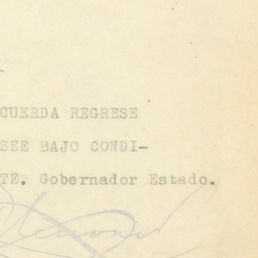 CUERDA REGRESE
SEE BAJO CONDI-
TE. Gobernador Estado.